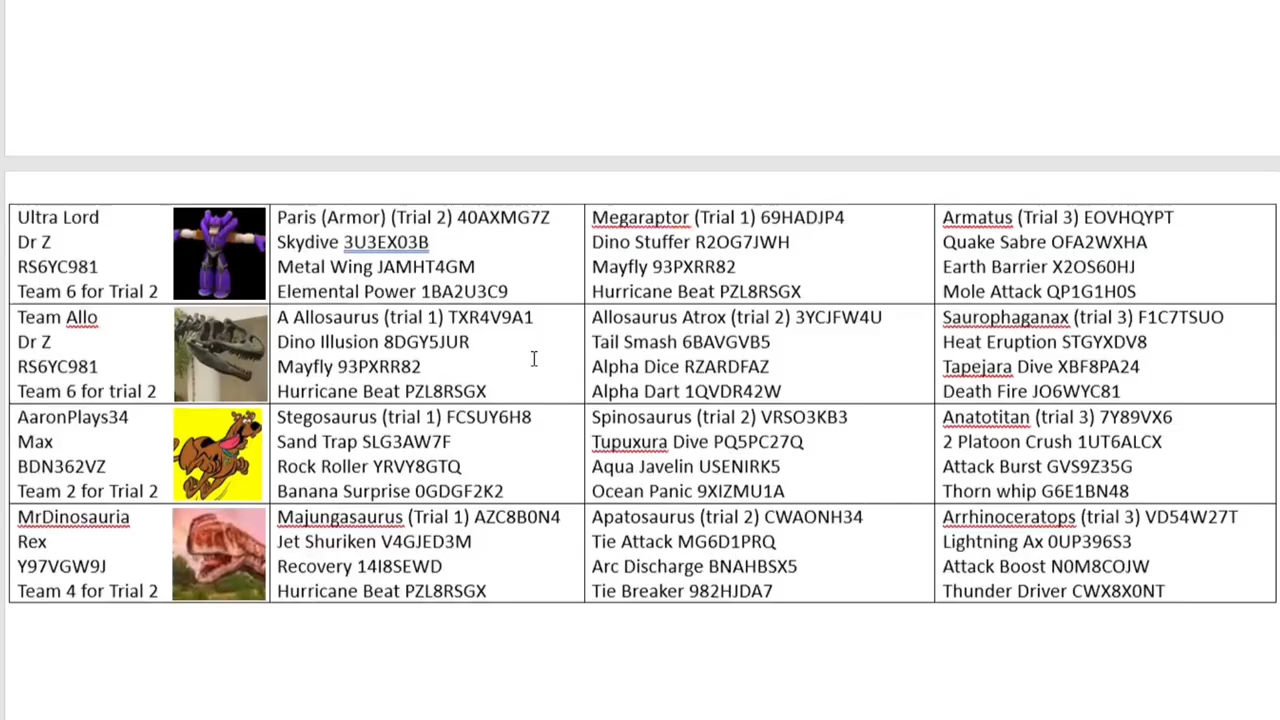 Ultra Lord
Dr Z
RS6YC981
Team 6 for Trial 2
Paris (Armor) (Trial 2) 40AXMG7Z
Skydive 3U3EX03B
Metal Wing JAMHT4GM
Elemental Power 1BA2U3C9
Megaraptor (Trial 1) 69HADJP4
Dino Stuffer R2OG7JWH
Mayfly 93PXRR82
Hurricane Beat PZL8RSGX
Armatus (Trial 3) EOVHQYPT
Quake Sabre OFA2WXHA
Earth Barrier X2OS60HJ
Mole Attack QP1G1H0S
Team Allo
Dr Z
RS6YC981
Team 6 for trial 2
A Allosaurus (trial 1) TXR4V9A1
Dino Illusion 8DGY5JUR
Mayfly 93PXRR82
Hurricane Beat PZL8RSGX
Allosaurus Atrox (trial 2) 3YCJFW4U
Tail Smash 6BAVGVB5
Alpha Dice RZARDFAZ
Alpha Dart 1QVDR42W
Saurophaganax (trial 3) F1C7TSUO
Heat Eruption STGYXDV8
Tapejara Dive XBF8PA24
Death Fire JO6WYC81
AaronPlays34
Max
BDN362VZ
Team 2 for Trial 2
Stegosaurus (trial 1) FCSUY6H8
Sand Trap SLG3AW7F
Rock Roller YRVY8GTQ
Banana Surprise 0GDGF2K2
Spinosaurus (trial 2) VRSO3KB3
Tupuxura Dive PQ5PC27Q
Aqua Javelin USENIRK5
Ocean Panic 9XIZMU1A
Anatotitan (trial 3) 7Y89VX6
2 Platoon Crush 1UT6ALCX
Attack Burst GVS9Z35G
Thorn whip G6E1BN48
MrDinosauria
Rex
Y97VGW9J
Team 4 for Trial 2
Majungasaurus (Trial 1) AZC8B0N4
Jet Shuriken V4GJED3M
Recovery 14I8SEWD
Hurricane Beat PZL8RSGX
Apatosaurus (trial 2) CWAONH34
Tie Attack MG6D1PRQ
Arc Discharge BNAHBSX5
Tie Breaker 982HJDA7
Arrhinoceratops (trial 3) VD54W27T
Lightning Ax 0UP396S3
Attack Boost N0M8COJW
Thunder Driver CWX8X0NT